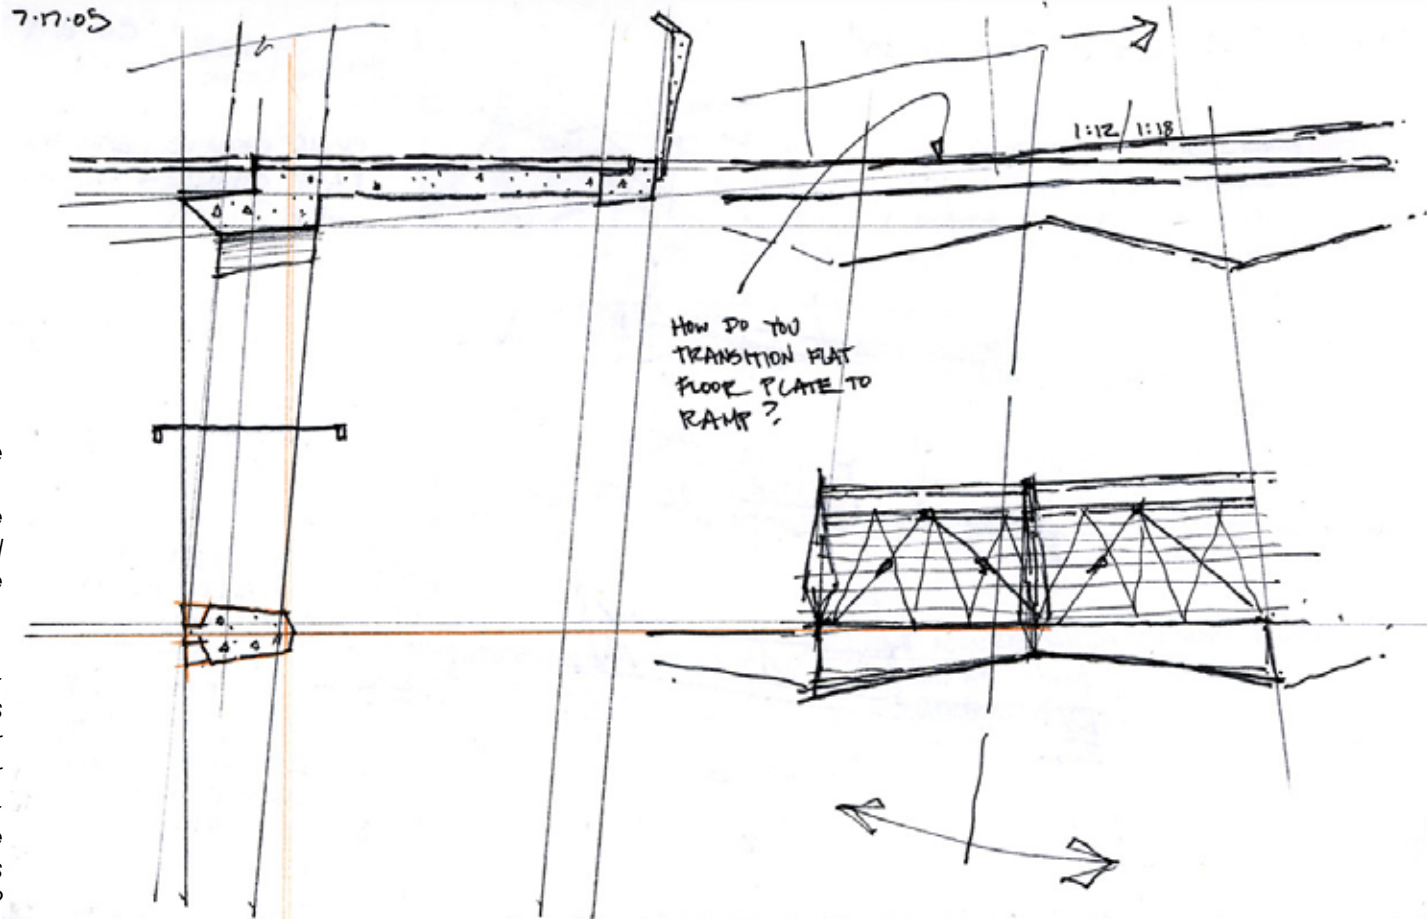 7·17·05
1:12 1:18
HOW DO YOU
TRANSITION FLAT
FLOOR PLATE TO
RAMP?